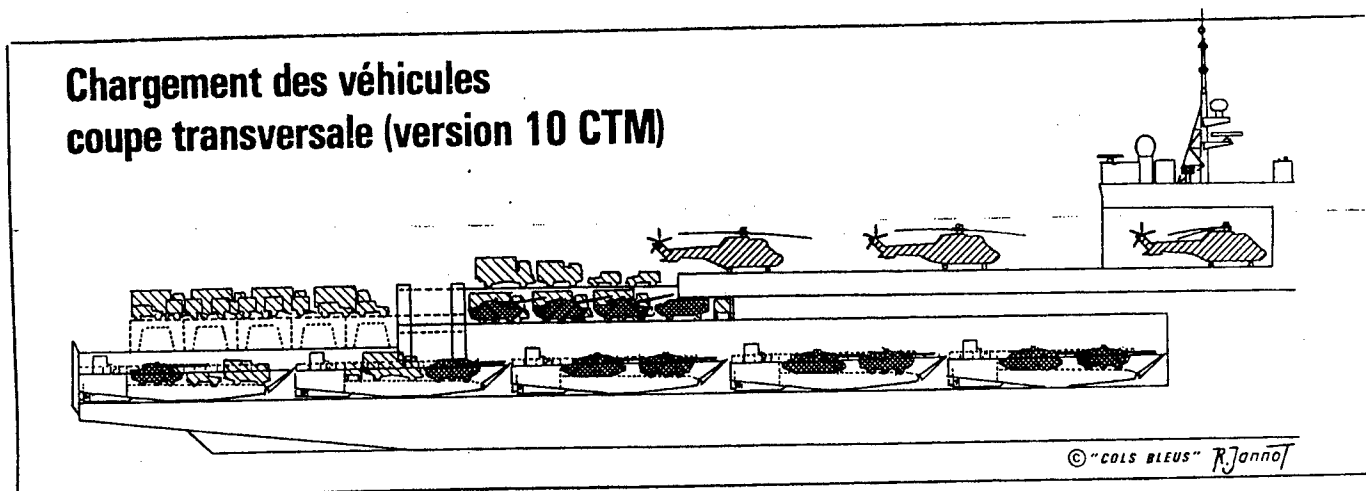 Chargement des véhicules
coupe transversale (version 10 CTM)
© "COLS BLEUS" R. Jannot